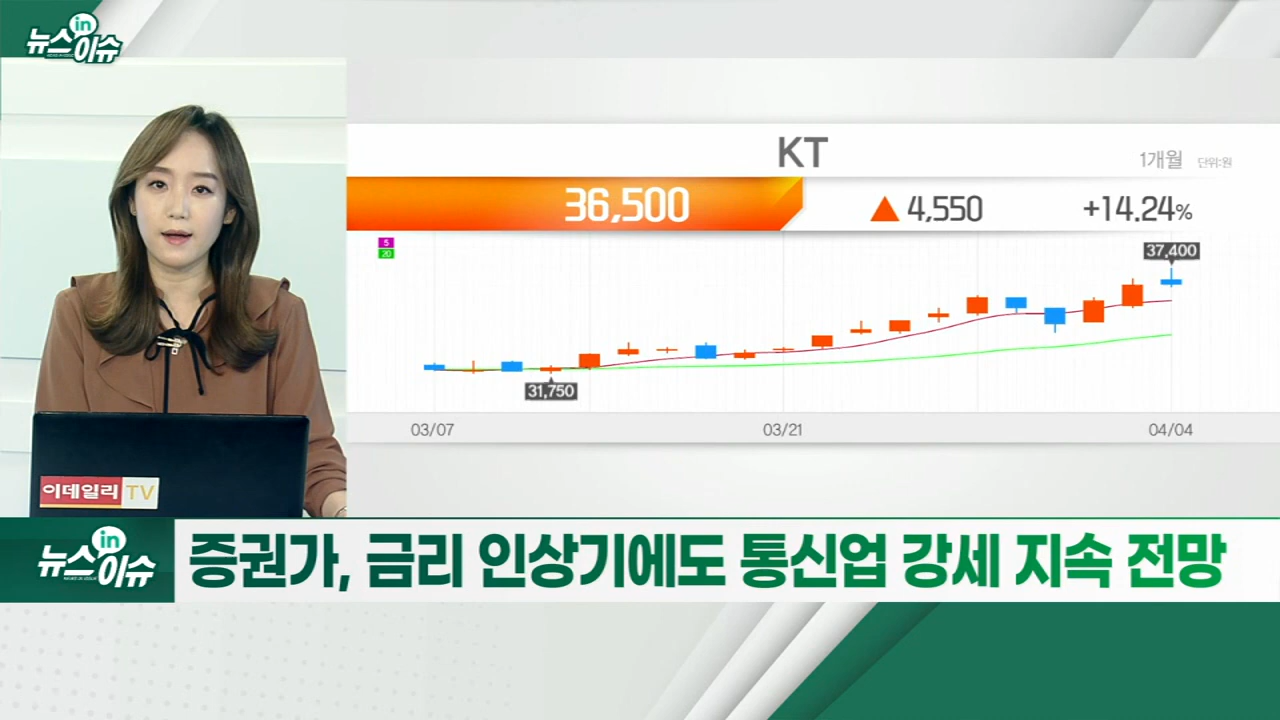 뉴스in이슈
KT
1개월 단위:원
36,500 ▲4,550 +14.24%
5
20
37,400
31,750
03/07 03/21 04/04
이데일리TV
뉴스in이슈
NEWS IN ISSUE
증권가, 금리 인상기에도 통신업 강세 지속 전망